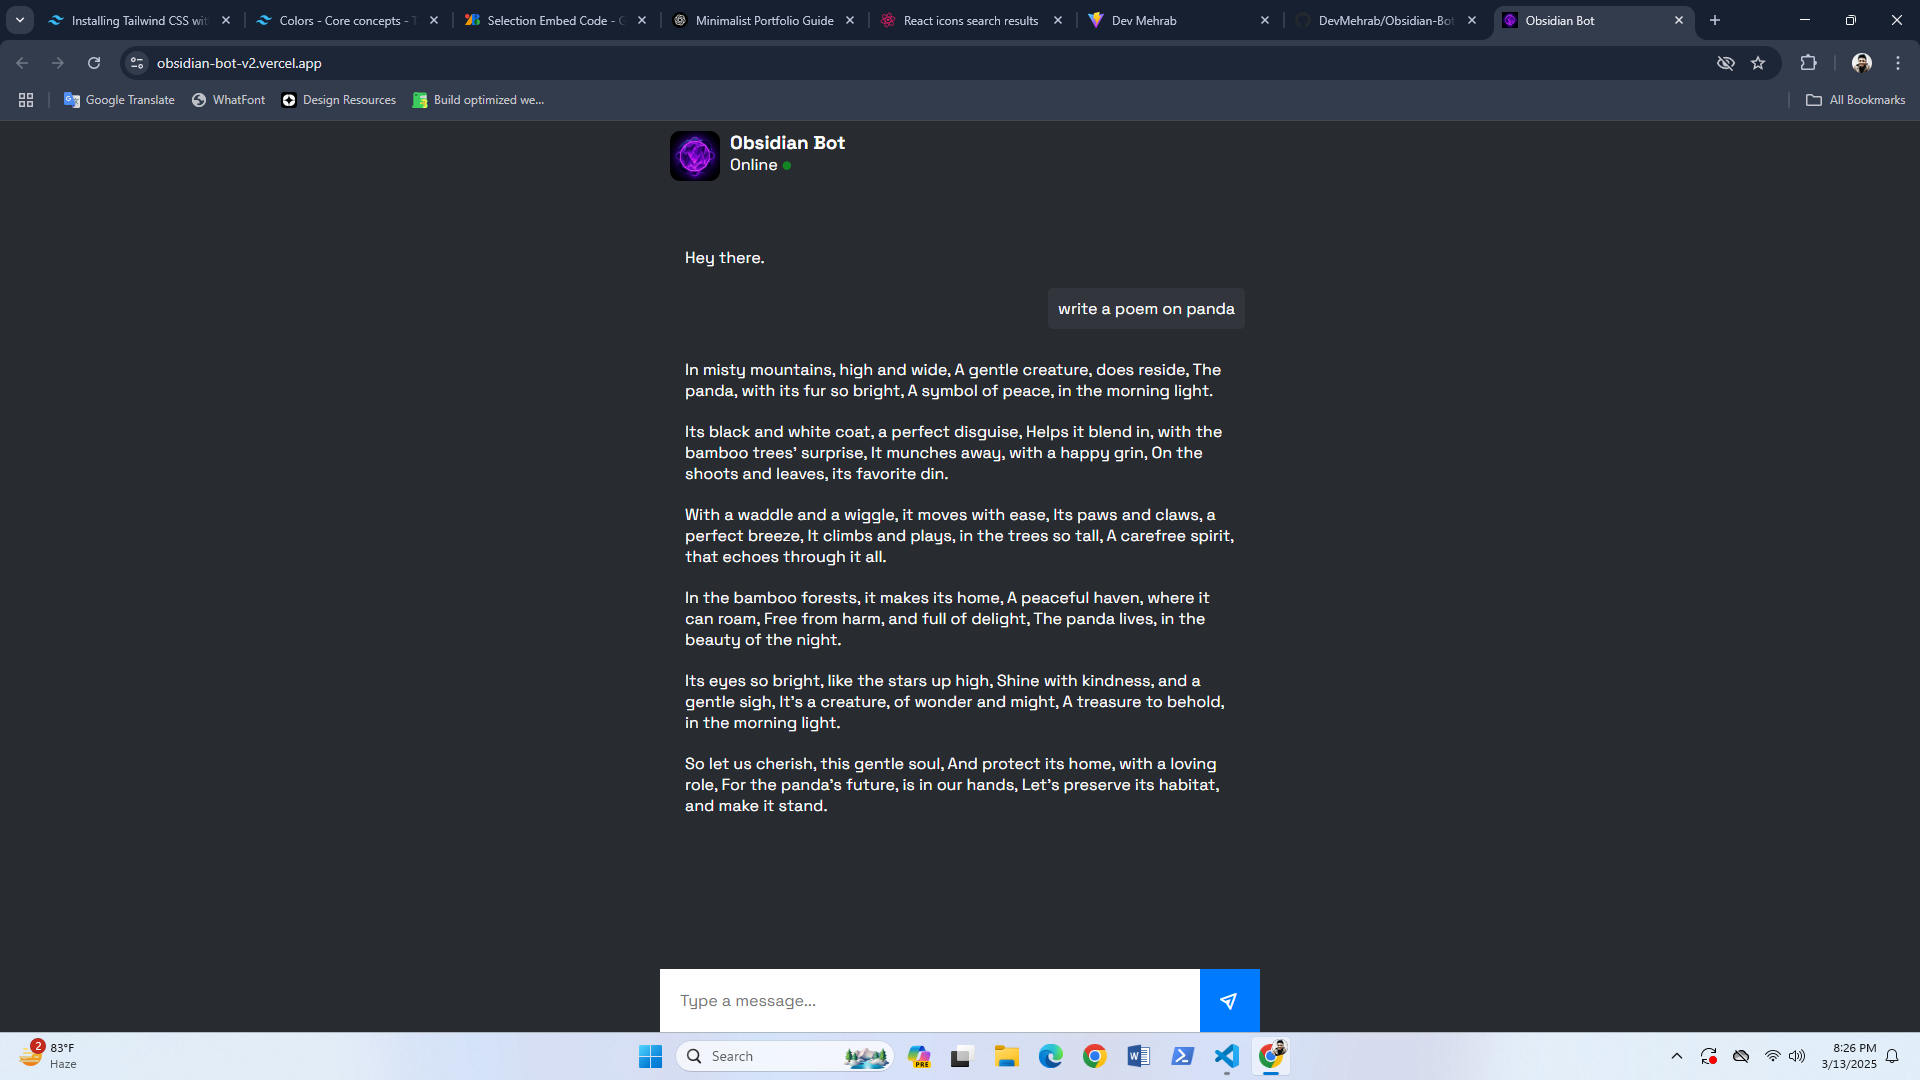 Installing Tailwind CSS wit
Colors - Core concepts - T
Selection Embed Code - G
Minimalist Portfolio Guide
React icons search results
Dev Mehrab
DevMehrab/Obsidian-Bot
Obsidian Bot
obsidian-bot-v2.vercel.app
Google Translate
WhatFont
Design Resources
Build optimized we...
All Bookmarks
Obsidian Bot
Online
Hey there.
write a poem on panda
In misty mountains, high and wide, A gentle creature, does reside, The
panda, with its fur so bright, A symbol of peace, in the morning light.
Its black and white coat, a perfect disguise, Helps it blend in, with the
bamboo trees' surprise, It munches away, with a happy grin, On the
shoots and leaves, its favorite din.
With a waddle and a wiggle, it moves with ease, Its paws and claws, a
perfect breeze, It climbs and plays, in the trees so tall, A carefree spirit,
that echoes through it all.
In the bamboo forests, it makes its home, A peaceful haven, where it
can roam, Free from harm, and full of delight, The panda lives, in the
beauty of the night.
Its eyes so bright, like the stars up high, Shine with kindness, and a
gentle sigh, It's a creature, of wonder and might, A treasure to behold,
in the morning light.
So let us cherish, this gentle soul, And protect its home, with a loving
role, For the panda's future, is in our hands, Let's preserve its habitat,
and make it stand.
Type a message...
2
83°F
Haze
Search
PRE
8:26 PM
3/13/2025